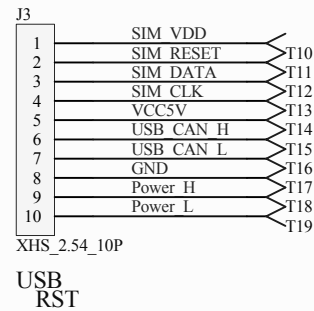 J3
1 SIM_VDD
2 SIM_RESET T10
3 SIM_DATA T11
4 SIM_CLK T12
5 VCC5V T13
6 USB_CAN_H T14
7 USB_CAN_L T15
8 GND T16
9 Power_H T17
10 Power_L T18
T19
XHS_2.54_10P
USB
RST